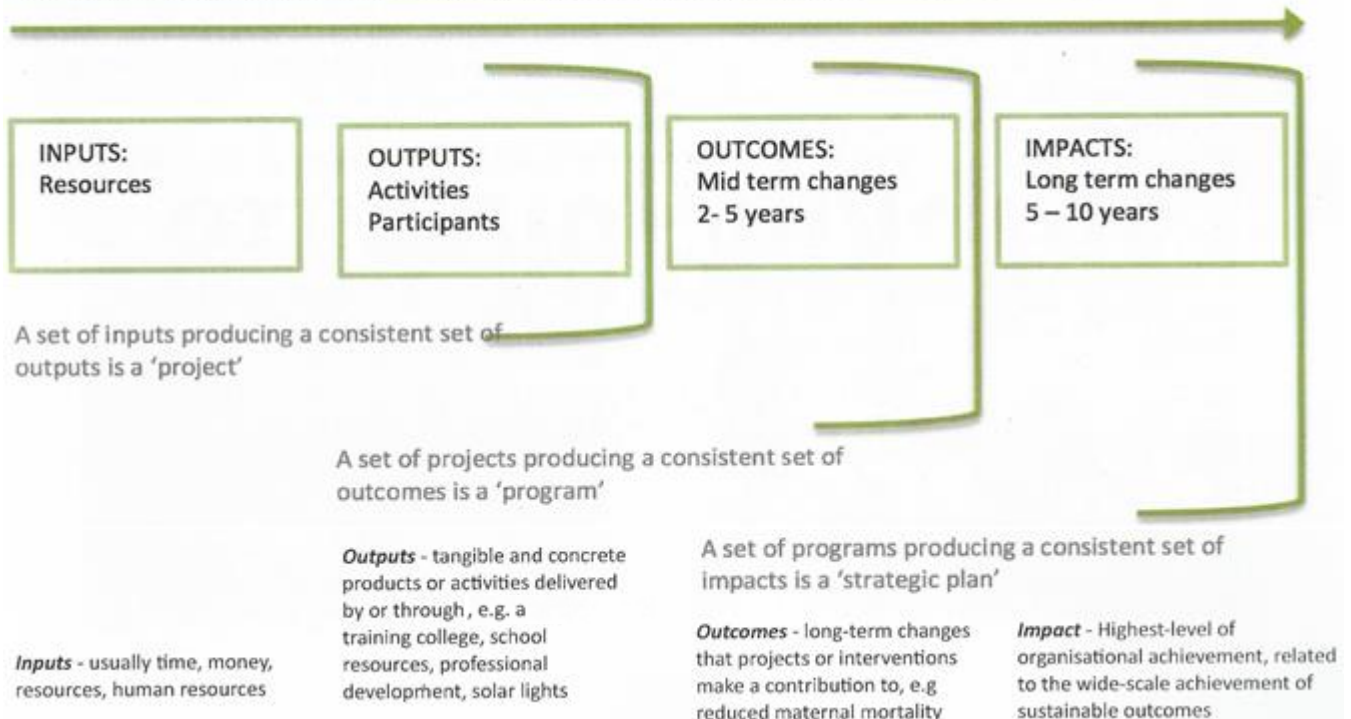 INPUTS:
Resources
OUTPUTS:
Activities
Participants
OUTCOMES:
Mid term changes
2- 5 years
IMPACTS:
Long term changes
5 – 10 years
A set of inputs producing a consistent set of
outputs is a 'project'
A set of projects producing a consistent set of
outcomes is a 'program'
A set of programs producing a consistent set of
impacts is a 'strategic plan'
Inputs - usually time, money,
resources, human resources
Outputs - tangible and concrete
products or activities delivered
by or through, e.g. a
training college, school
resources, professional
development, solar lights
Outcomes - long-term changes
that projects or interventions
make a contribution to, e.g
reduced maternal mortality
Impact - Highest-level of
organisational achievement, related
to the wide-scale achievement of
sustainable outcomes